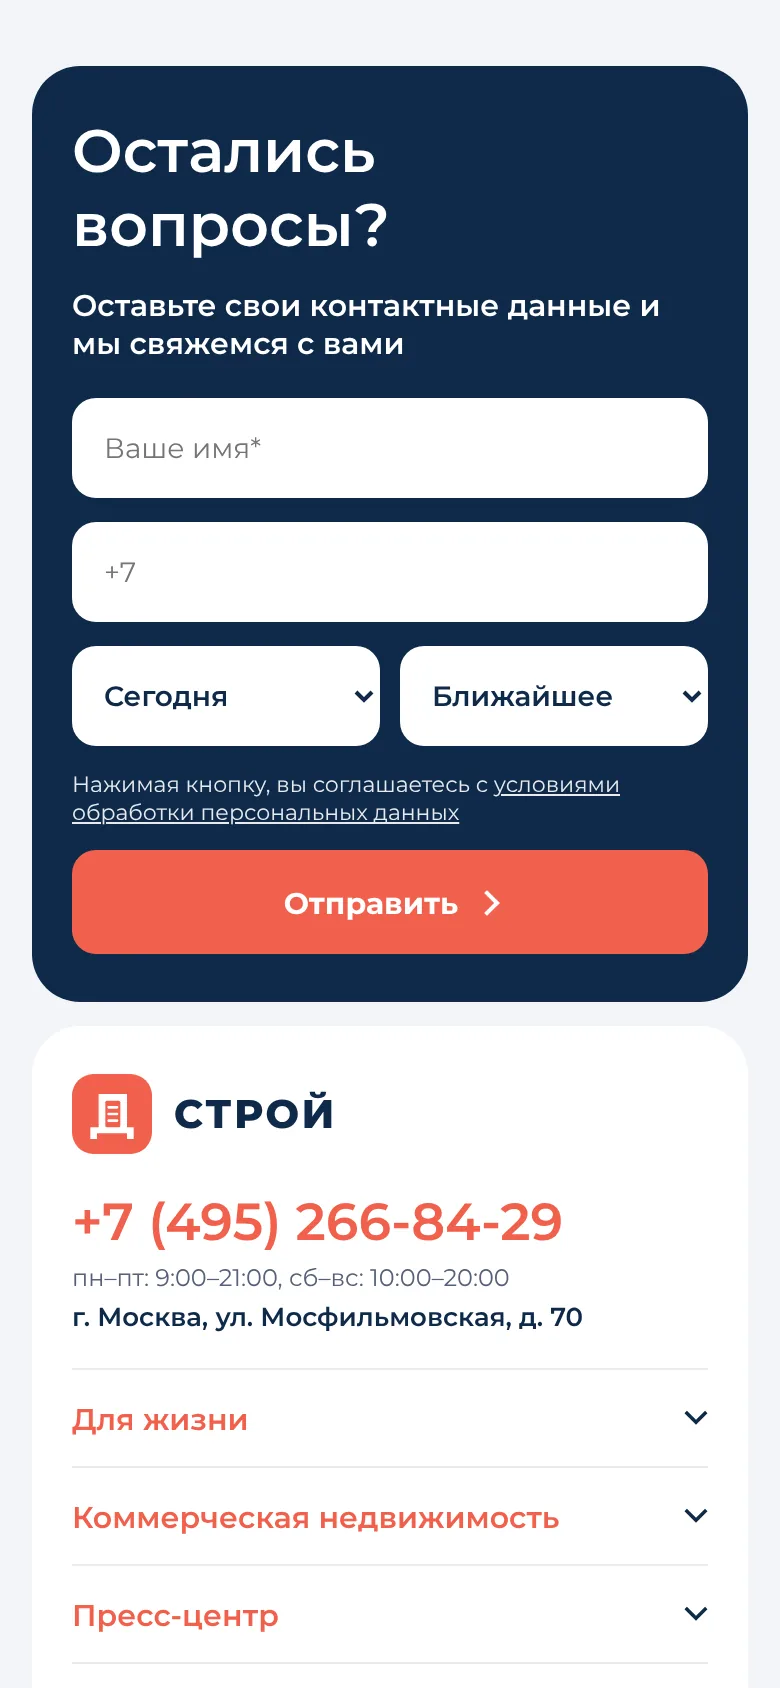 Остались
вопросы?
Оставьте свои контактные данные и
мы свяжемся с вами
Ваше имя*
+7
Сегодня
Ближайшее
Нажимая кнопку, вы соглашаетесь с условиями
обработки персональных данных
Отправить
Д СТРОЙ
+7 (495) 266-84-29
пн–пт: 9:00–21:00, сб–вс: 10:00–20:00
г. Москва, ул. Мосфильмовская, д. 70
Для жизни
Коммерческая недвижимость
Пресс-центр